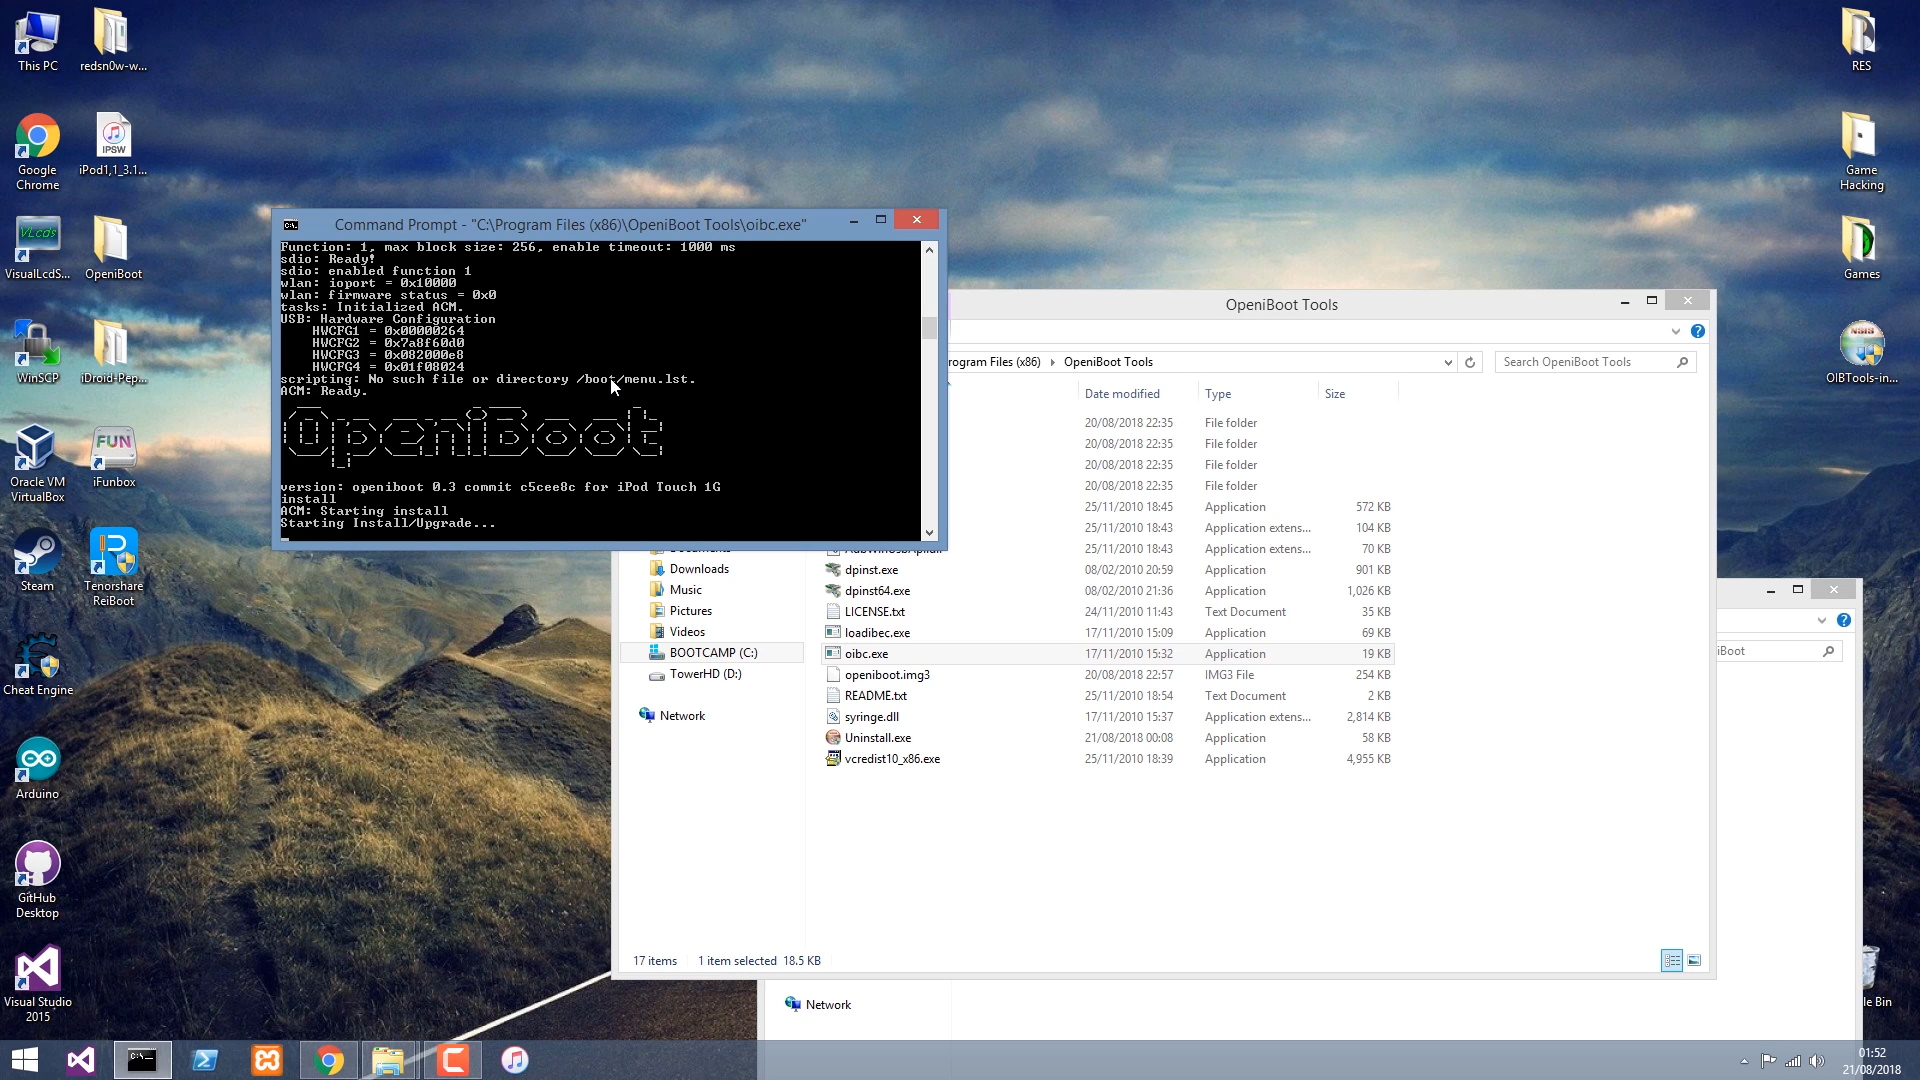 This PC
redsn0w-w...
Google
Chrome
IPSW
iPod1,1_3.1...
VLcds
VisualLcdS...
OpeniBoot
WinSCP
iDroid-Pep...
Oracle VM
VirtualBox
FUN
iFunbox
Steam
Tenorshare
ReiBoot
Cheat Engine
Arduino
GitHub
Desktop
Visual Studio
2015
RES
Game
Hacking
Games
NSIS
OIBTools-in...
le Bin
Command Prompt - "C:\Program Files (x86)\OpeniBoot Tools\oibc.exe"
Function: 1, max block size: 256, enable timeout: 1000 ms
sdio: Ready!
sdio: enabled function 1
wlan: ioport = 0x10000
wlan: firmware status = 0x0
tasks: Initialized ACM.
USB: Hardware Configuration
HWCFG1 = 0x00000264
HWCFG2 = 0x7a8f60d0
HWCFG3 = 0x082000e8
HWCFG4 = 0x01f08024
scripting: No such file or directory /boot/menu.lst.
ACM: Ready.
OpeniBoot
version: openiboot 0.3 commit c5cee8c for iPod Touch 1G
install
ACM: Starting install
Starting Install/Upgrade...
OpeniBoot Tools
rogram Files (x86) OpeniBoot Tools
Search OpeniBoot Tools
Date modified Type Size
20/08/2018 22:35 File folder
20/08/2018 22:35 File folder
20/08/2018 22:35 File folder
20/08/2018 22:35 File folder
25/11/2010 18:45 Application 572 KB
25/11/2010 18:43 Application extens... 104 KB
25/11/2010 18:43 Application extens... 70 KB
dpinst.exe 08/02/2010 20:59 Application 901 KB
dpinst64.exe 08/02/2010 21:36 Application 1,026 KB
LICENSE.txt 24/11/2010 11:43 Text Document 35 KB
loadibec.exe 17/11/2010 15:09 Application 69 KB
oibc.exe 17/11/2010 15:32 Application 19 KB
openiboot.img3 20/08/2018 22:57 IMG3 File 254 KB
README.txt 25/11/2010 18:54 Text Document 2 KB
syringe.dll 17/11/2010 15:37 Application extens... 2,814 KB
Uninstall.exe 21/08/2018 00:08 Application 58 KB
vcredist10_x86.exe 25/11/2010 18:39 Application 4,955 KB
Downloads
Music
Pictures
Videos
BOOTCAMP (C:)
TowerHD (D:)
Network
17 items 1 item selected 18.5 KB
iBoot
Network
01:52
21/08/2018